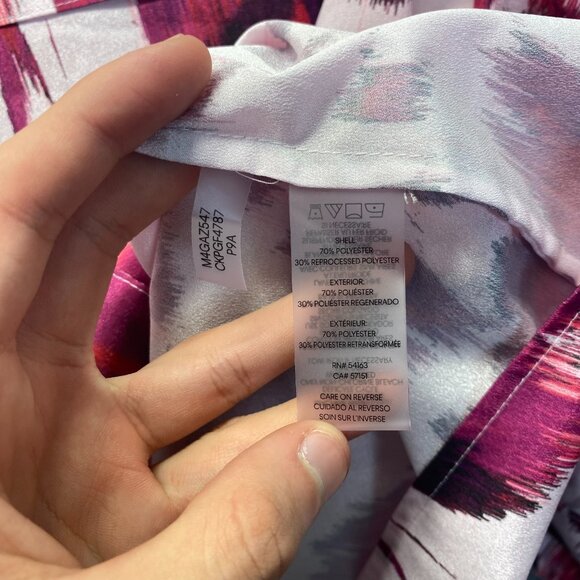 M4GAZ547
CKPGF4787
P9A
SHELL
70% POLYESTER
30% REPROCESSED POLYESTER
EXTERIOR
70% POLIÉSTER
30% POLIÉSTER REGENERADO
EXTÉRIEUR
70% POLYESTER
30% POLYESTER RETRANSFORMÉE
RN# 54163
CA# 57151
CARE ON REVERSE
CUIDADO AL REVERSO
SOIN SUR L'INVERSE